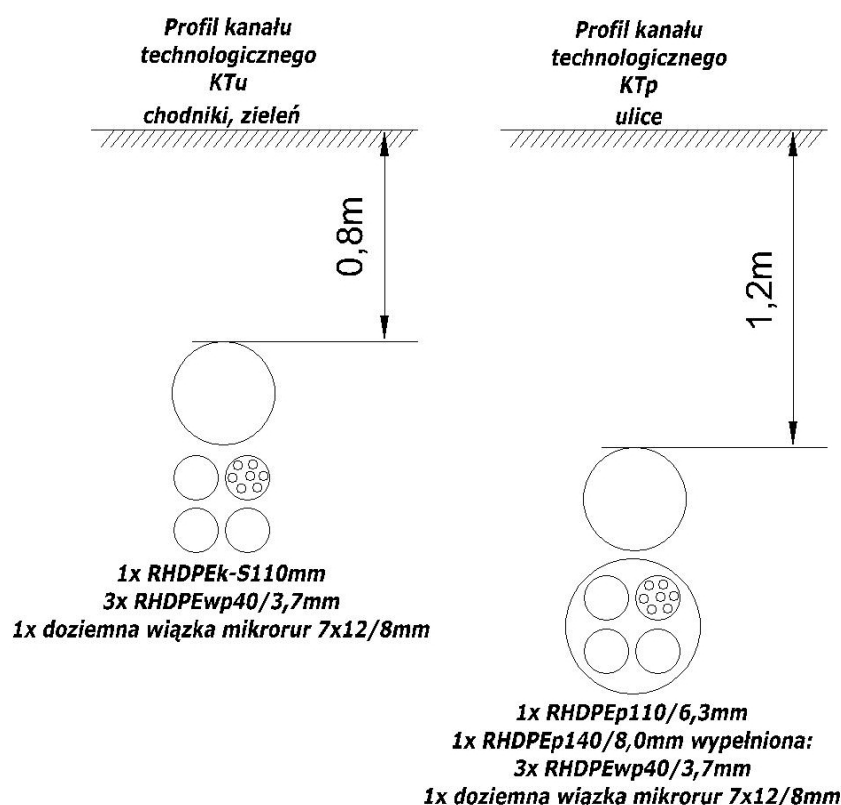 Profil kanału
technologicznego
KTu
chodniki, zieleń
0,8m
1x RHDPEk-S110mm
3x RHDPEwp40/3,7mm
1x doziemna wiązka mikrorur 7x12/8mm
Profil kanału
technologicznego
KTp
ulice
1,2m
1x RHDPEp110/6,3mm
1x RHDPEp140/8,0mm wypełniona:
3x RHDPEwp40/3,7mm
1x doziemna wiązka mikrorur 7x12/8mm